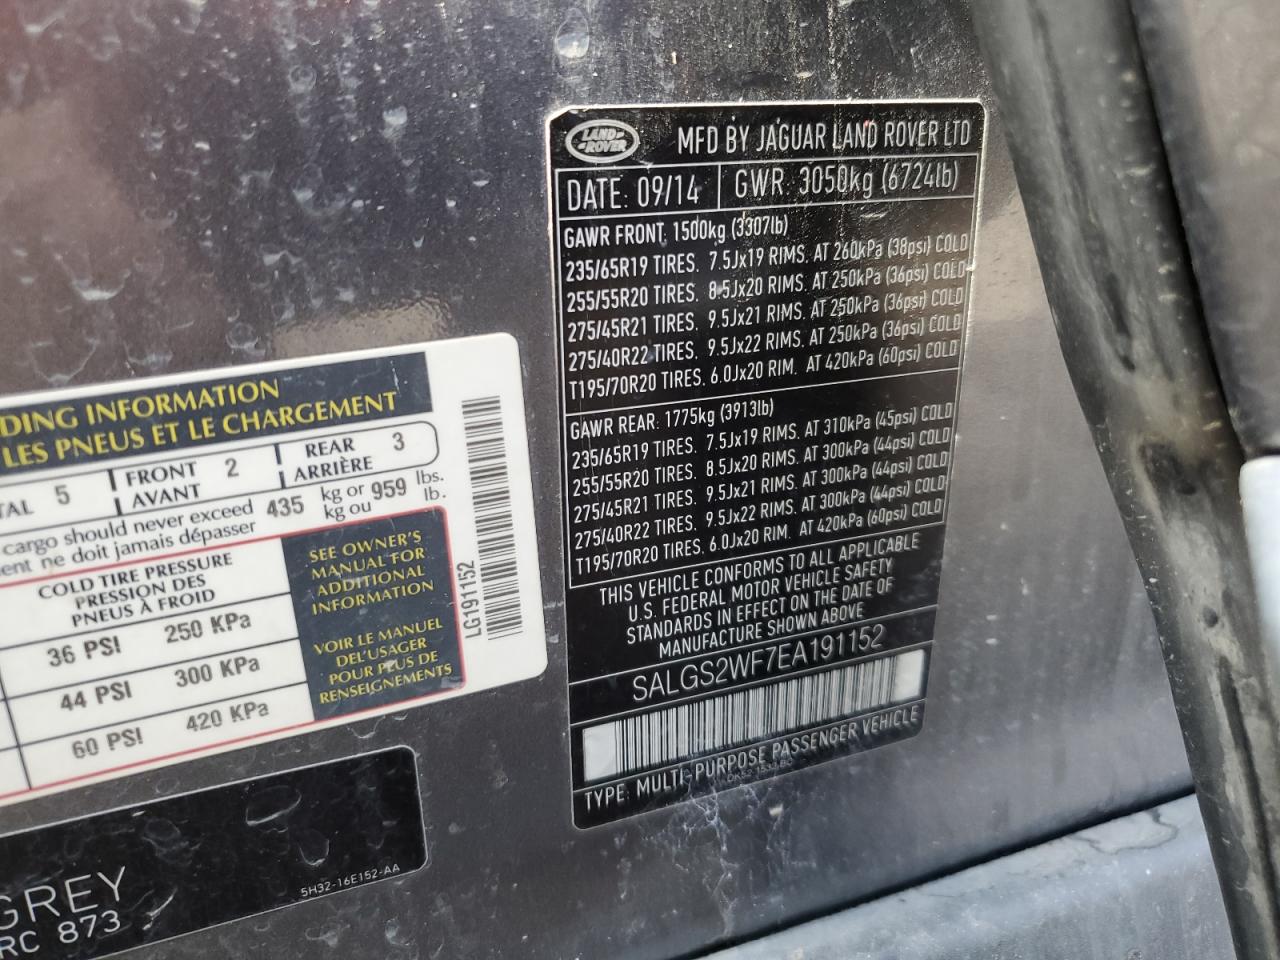 LAND ROVER
MFD BY JAGUAR LAND ROVER LTD
DATE: 09/14 GWR 3050kg (6724lb)
GAWR FRONT. 1500kg (3307lb)
235/65R19 TIRES. 7.5Jx19 RIMS. AT 260kPa (38psi) COLD
255/55R20 TIRES. 8.5Jx20 RIMS. AT 250kPa (36psi) COLD
275/45R21 TIRES. 9.5Jx21 RIMS. AT 250kPa (36psi) COLD
275/40R22 TIRES. 9.5Jx22 RIMS. AT 250kPa (36psi) COLD
T195/70R20 TIRES. 6.0Jx20 RIM. AT 420kPa (60psi) COLD
GAWR REAR: 1775kg (3913lb)
235/65R19 TIRES. 7.5Jx19 RIMS. AT 310kPa (45psi) COLD
255/55R20 TIRES. 8.5Jx20 RIMS. AT 300kPa (44psi) COLD
275/45R21 TIRES. 9.5Jx21 RIMS. AT 300kPa (44psi) COLD
275/40R22 TIRES. 9.5Jx22 RIMS. AT 300kPa (44psi) COLD
T195/70R20 TIRES. 6.0Jx20 RIM. AT 420kPa (60psi) COLD
THIS VEHICLE CONFORMS TO ALL APPLICABLE
U.S. FEDERAL MOTOR VEHICLE SAFETY
STANDARDS IN EFFECT ON THE DATE OF
MANUFACTURE SHOWN ABOVE
SALGS2WF7EA191152
TYPE: MULTI-PURPOSE PASSENGER VEHICLE
DING INFORMATION
LES PNEUS ET LE CHARGEMENT
TAL 5 FRONT 2 REAR 3
AVANT ARRIÈRE
cargo should never exceed 435 kg or 959 lbs.
ent ne doit jamais dépasser kg ou lb.
COLD TIRE PRESSURE
PRESSION DES
PNEUS À FROID
36 PSI 250 KPa
44 PSI 300 KPa
60 PSI 420 KPa
SEE OWNER'S
MANUAL FOR
ADDITIONAL
INFORMATION
VOIR LE MANUEL
DEL'USAGER
POUR PLUS DE
RENSEIGNEMENTS
LG191152
5H32-16E152-AA
GREY
RC 873